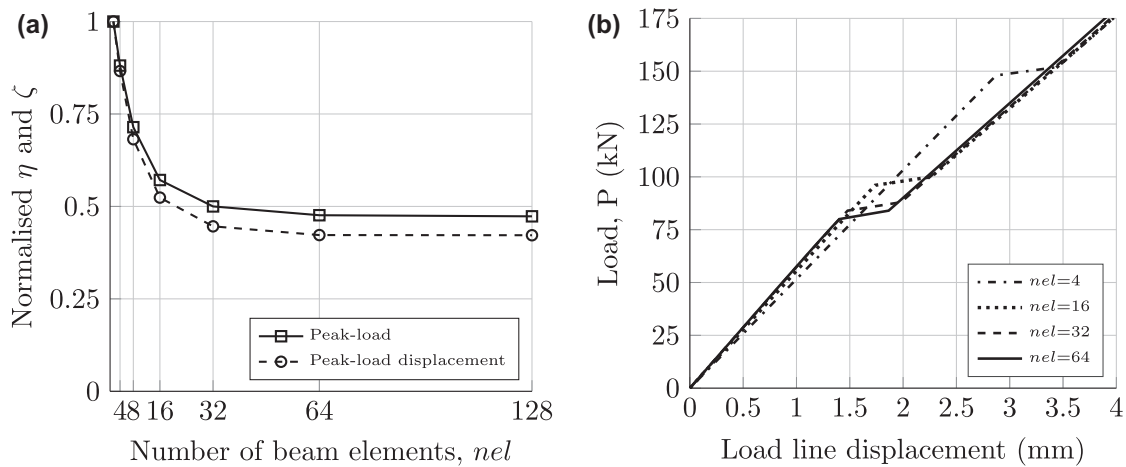 (a)
1
0.75
0.5
0.25
0
Normalised η and ζ
Peak-load
Peak-load displacement
4 8 16 32 64 128
Number of beam elements, nel
(b)
175
150
125
100
75
50
25
0
Load, P (kN)
nel=4
nel=16
nel=32
nel=64
0 0.5 1 1.5 2 2.5 3 3.5 4
Load line displacement (mm)